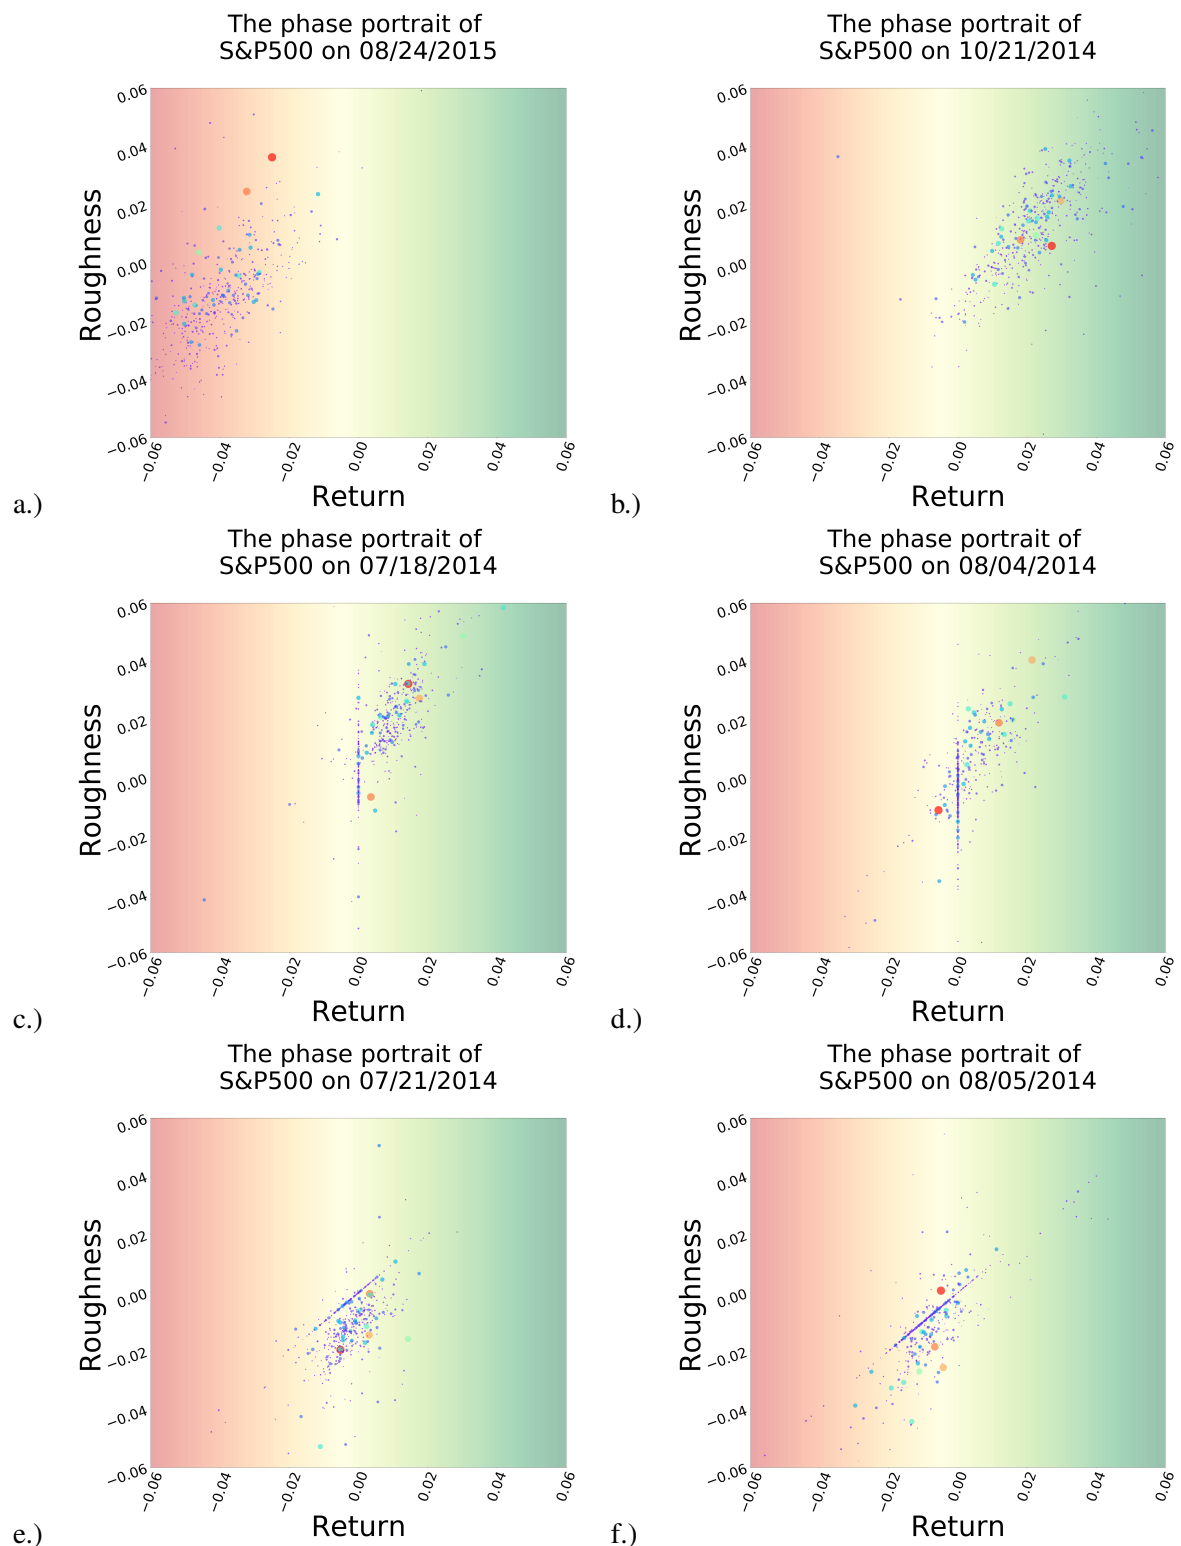 The phase portrait of
S&P500 on 08/24/2015
0.06
0.04
0.02
0.00
−0.02
−0.04
−0.06
Roughness
−0.06
−0.04
−0.02
0.00
0.02
0.04
0.06
Return
a.)
The phase portrait of
S&P500 on 10/21/2014
0.06
0.04
0.02
0.00
−0.02
−0.04
−0.06
Roughness
−0.06
−0.04
−0.02
0.00
0.02
0.04
0.06
Return
b.)
The phase portrait of
S&P500 on 07/18/2014
0.06
0.04
0.02
0.00
−0.02
−0.04
−0.06
Roughness
−0.06
−0.04
−0.02
0.00
0.02
0.04
0.06
Return
c.)
The phase portrait of
S&P500 on 08/04/2014
0.06
0.04
0.02
0.00
−0.02
−0.04
−0.06
Roughness
−0.06
−0.04
−0.02
0.00
0.02
0.04
0.06
Return
d.)
The phase portrait of
S&P500 on 07/21/2014
0.06
0.04
0.02
0.00
−0.02
−0.04
−0.06
Roughness
−0.06
−0.04
−0.02
0.00
0.02
0.04
0.06
Return
e.)
The phase portrait of
S&P500 on 08/05/2014
0.06
0.04
0.02
0.00
−0.02
−0.04
−0.06
Roughness
−0.06
−0.04
−0.02
0.00
0.02
0.04
0.06
Return
f.)